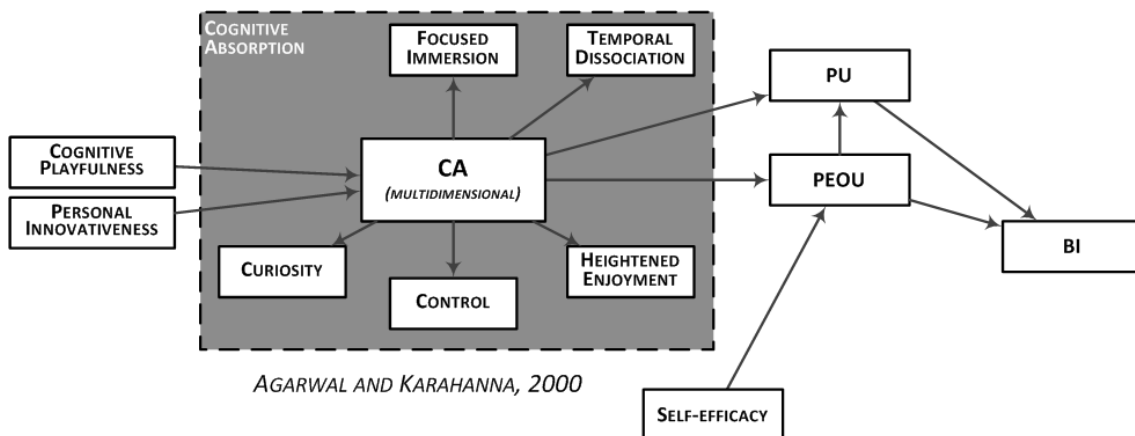 COGNITIVE
ABSORPTION
FOCUSED
IMMERSION
TEMPORAL
DISSOCIATION
PU
COGNITIVE
PLAYFULNESS
CA
(MULTIDIMENSIONAL)
PEOU
PERSONAL
INNOVATIVENESS
BI
CURIOSITY
CONTROL
HEIGHTENED
ENJOYMENT
AGARWAL AND KARAHANNA, 2000
SELF-EFFICACY